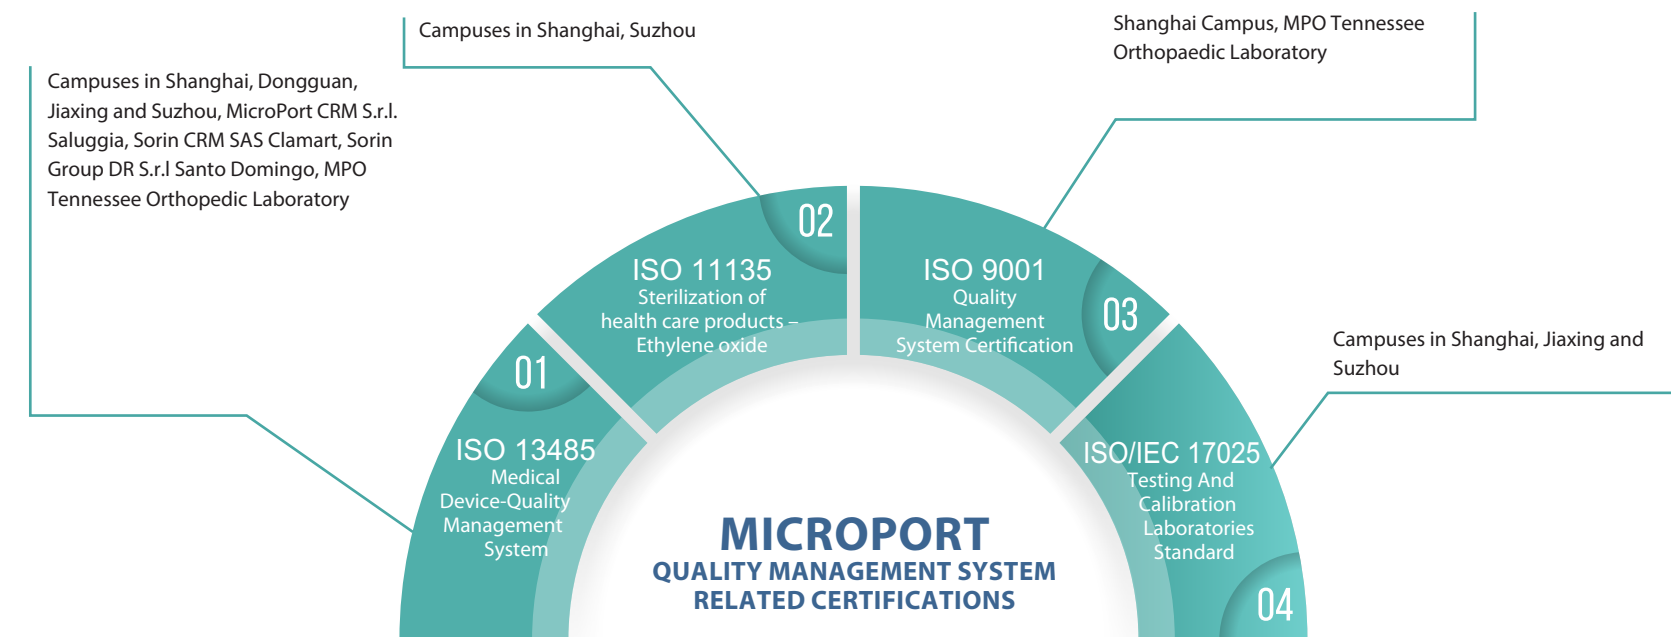 Campuses in Shanghai, Dongguan,
Jiaxing and Suzhou, MicroPort CRM S.r.l.
Saluggia, Sorin CRM SAS Clamart, Sorin
Group DR S.r.l Santo Domingo, MPO
Tennessee Orthopedic Laboratory
Campuses in Shanghai, Suzhou
Shanghai Campus, MPO Tennessee
Orthopaedic Laboratory
Campuses in Shanghai, Jiaxing and
Suzhou
01
ISO 13485
Medical
Device-Quality
Management
System
02
ISO 11135
Sterilization of
health care products –
Ethylene oxide
03
ISO 9001
Quality
Management
System Certification
ISO/IEC 17025
Testing And
Calibration
Laboratories
Standard
04
MICROPORT
QUALITY MANAGEMENT SYSTEM
RELATED CERTIFICATIONS